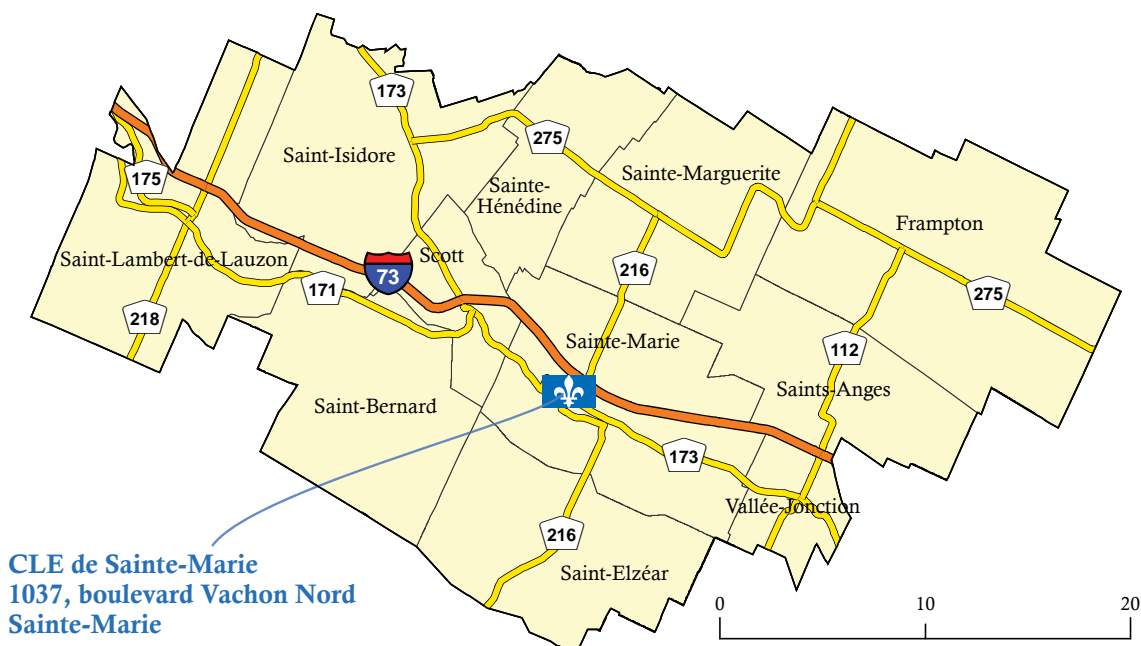 173
275
Saint-Isidore
Sainte-Marguerite
175
Sainte-
Hénédine
Frampton
Scott
Saint-Lambert-de-Lauzon
73
216
171
275
218
Sainte-Marie
112
Saints-Anges
Saint-Bernard
173
Vallée-Jonction
216
CLE de Sainte-Marie
1037, boulevard Vachon Nord
Sainte-Marie
Saint-Elzéar
0 10 20